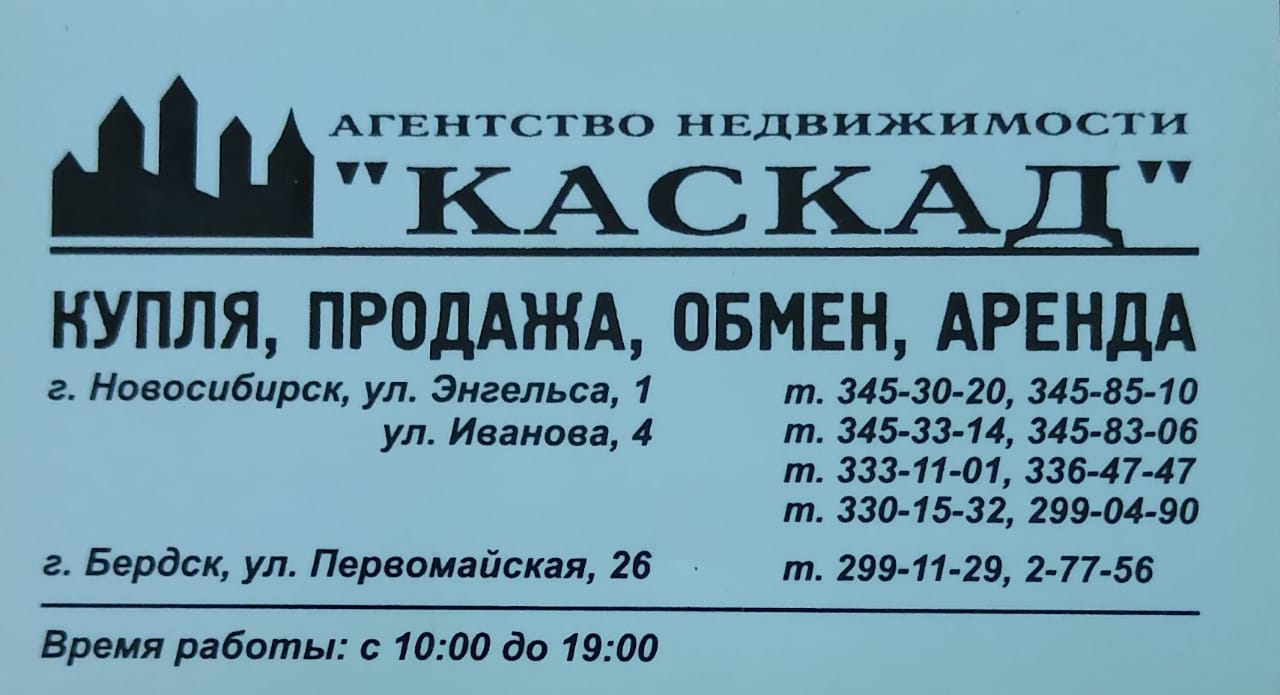 АГЕНТСТВО НЕДВИЖИМОСТИ
"КАСКАД"
КУПЛЯ, ПРОДАЖА, ОБМЕН, АРЕНДА
г. Новосибирск, ул. Энгельса, 1 т. 345-30-20, 345-85-10
ул. Иванова, 4 т. 345-33-14, 345-83-06
т. 333-11-01, 336-47-47
т. 330-15-32, 299-04-90
г. Бердск, ул. Первомайская, 26 т. 299-11-29, 2-77-56
Время работы: с 10:00 до 19:00